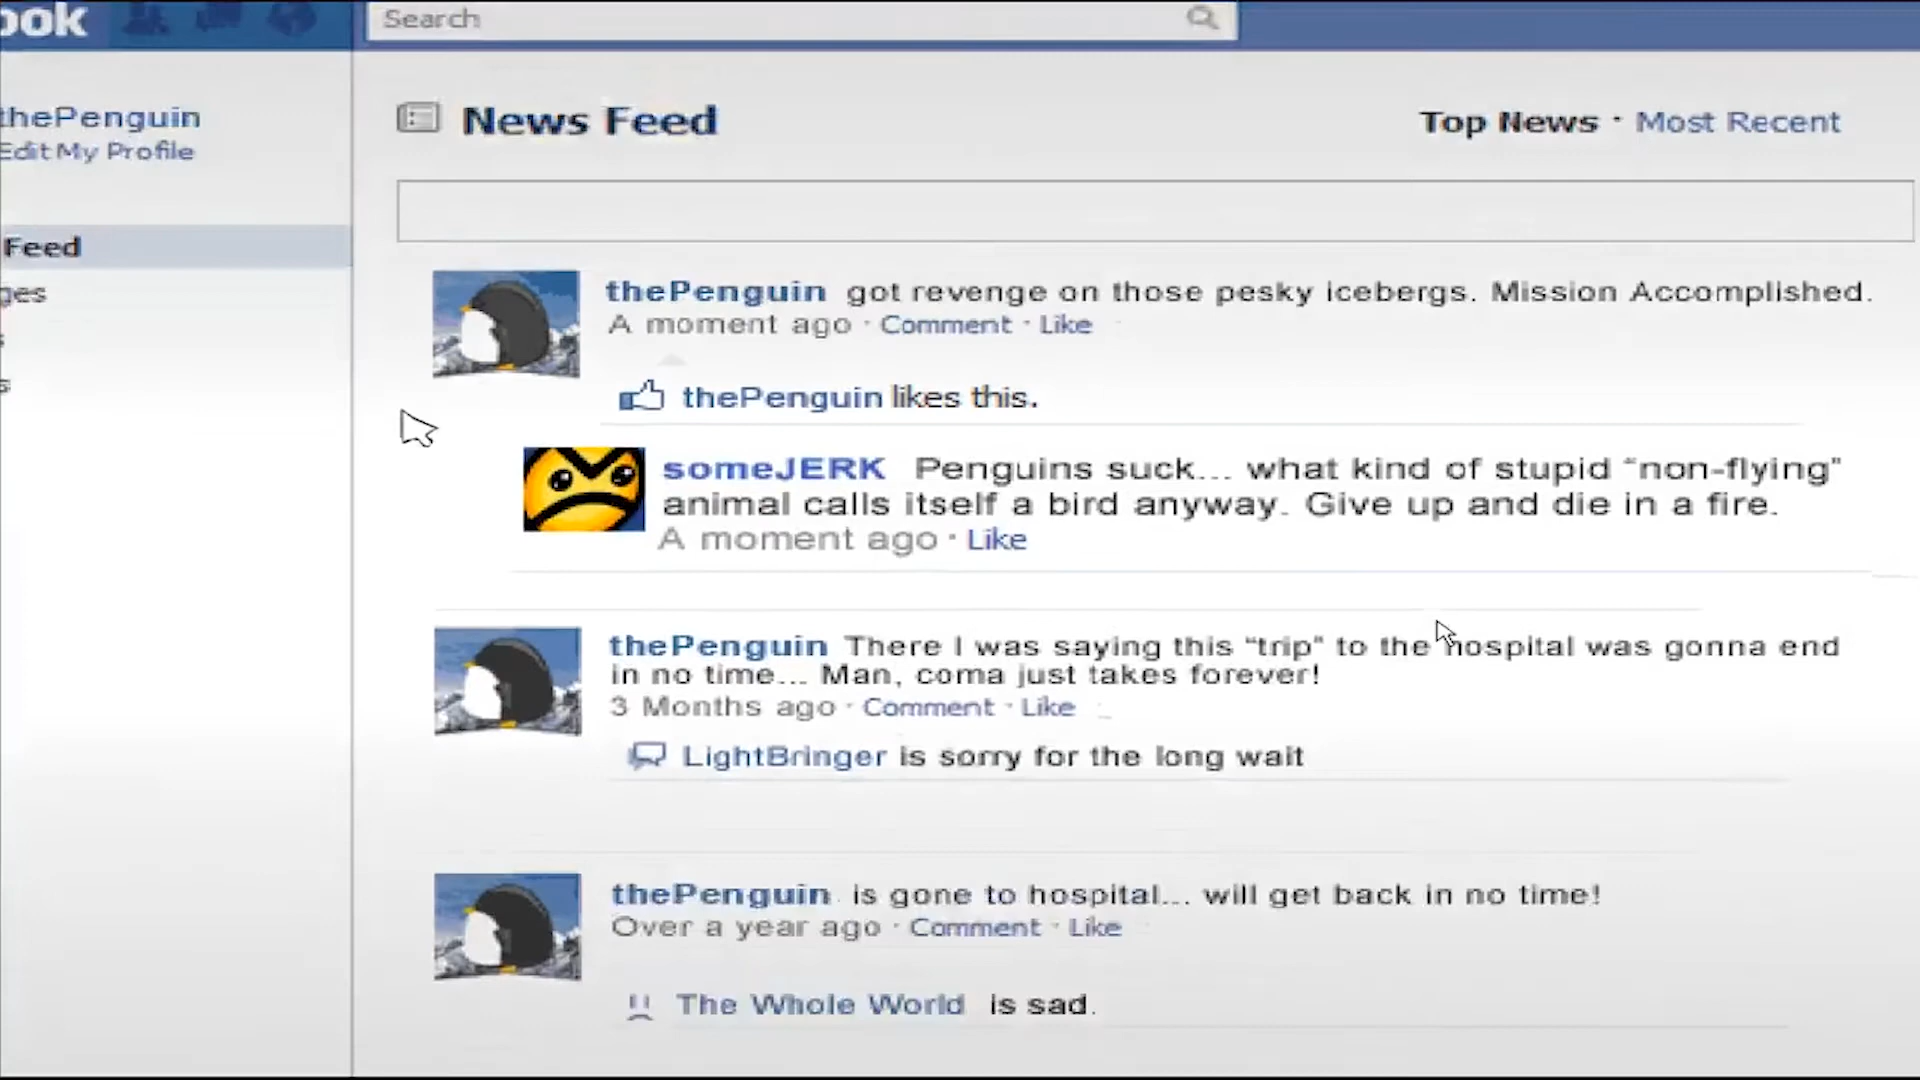 ook
Search
thePenguin
Edit My Profile
Feed
ges
s
s
News Feed
Top News · Most Recent
thePenguin got revenge on those pesky icebergs. Mission Accomplished.
A moment ago · Comment · Like
thePenguin likes this.
someJERK Penguins suck... what kind of stupid “non-flying”
animal calls itself a bird anyway. Give up and die in a fire.
A moment ago · Like
thePenguin There I was saying this “trip” to the hospital was gonna end
in no time... Man, coma just takes forever!
3 Months ago · Comment · Like
LightBringer is sorry for the long wait
thePenguin is gone to hospital... will get back in no time!
Over a year ago · Comment · Like
The Whole World is sad.